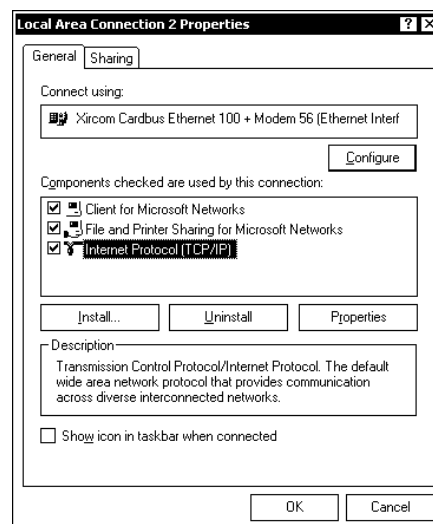 Local Area Connection 2 Properties
General Sharing
Connect using:
Xircom Cardbus Ethernet 100 + Modem 56 (Ethernet Interf
Configure
Components checked are used by this connection:
Client for Microsoft Networks
File and Printer Sharing for Microsoft Networks
Internet Protocol (TCP/IP)
Install... Uninstall Properties
Description
Transmission Control Protocol/Internet Protocol. The default
wide area network protocol that provides communication
across diverse interconnected networks.
Show icon in taskbar when connected
OK Cancel